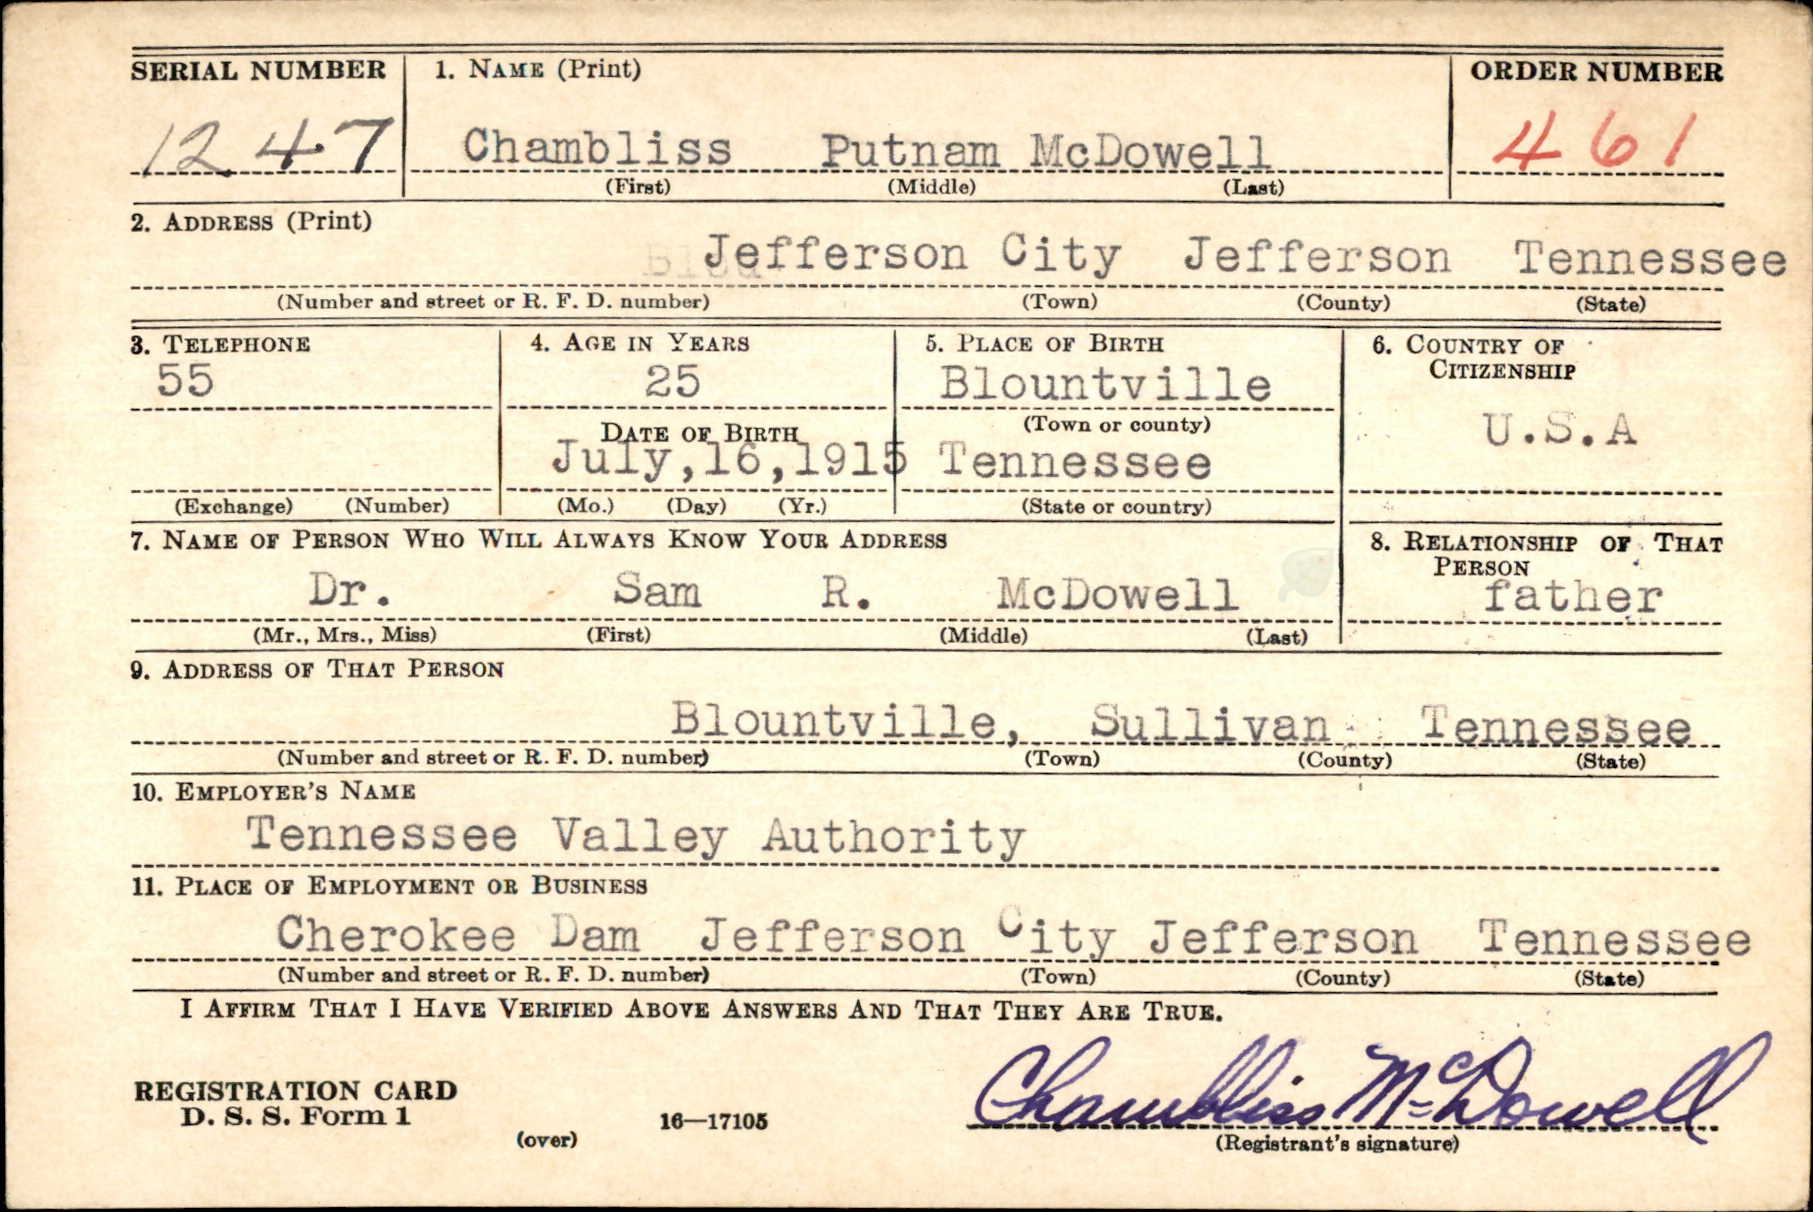 SERIAL NUMBER 1. NAME (Print) ORDER NUMBER
1247 Chambliss Putnam McDowell 461
(First) (Middle) (Last)
2. ADDRESS (Print)
Jefferson City Jefferson Tennessee
(Number and street or R. F. D. number) (Town) (County) (State)
3. TELEPHONE 4. AGE IN YEARS 5. PLACE OF BIRTH 6. COUNTRY OF
CITIZENSHIP
55 25 Blountville
(Town or county)
DATE OF BIRTH U.S.A
July,16,1915 Tennessee
(Exchange) (Number) (Mo.) (Day) (Yr.) (State or country)
7. NAME OF PERSON WHO WILL ALWAYS KNOW YOUR ADDRESS 8. RELATIONSHIP OF THAT
PERSON
Dr. Sam R. McDowell father
(Mr., Mrs., Miss) (First) (Middle) (Last)
9. ADDRESS OF THAT PERSON
Blountville, Sullivan Tennessee
(Number and street or R. F. D. number) (Town) (County) (State)
10. EMPLOYER'S NAME
Tennessee Valley Authority
11. PLACE OF EMPLOYMENT OR BUSINESS
Cherokee Dam Jefferson City Jefferson Tennessee
(Number and street or R. F. D. number) (Town) (County) (State)
I AFFIRM THAT I HAVE VERIFIED ABOVE ANSWERS AND THAT THEY ARE TRUE.
Chambliss McDowell
REGISTRATION CARD
D. S. S. Form 1 16—17105
(over) (Registrant's signature)